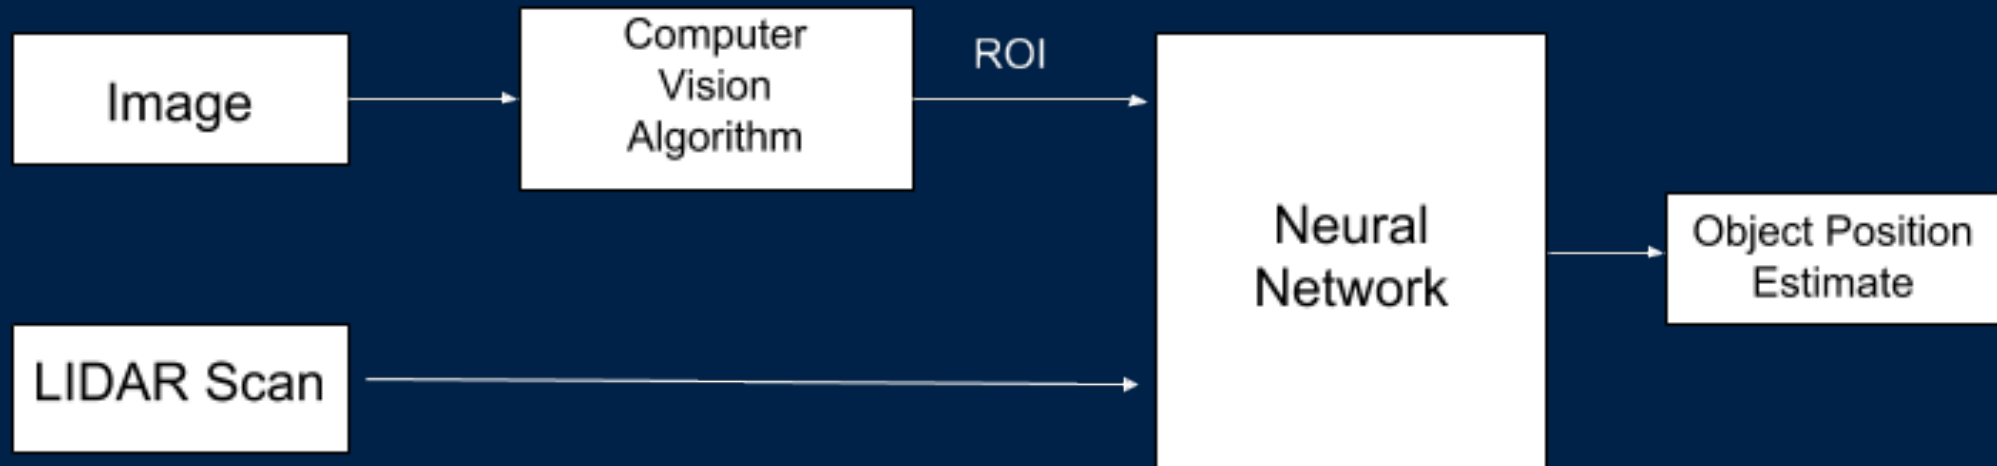 Image
Computer
Vision
Algorithm
ROI
Neural
Network
Object Position
Estimate
LIDAR Scan